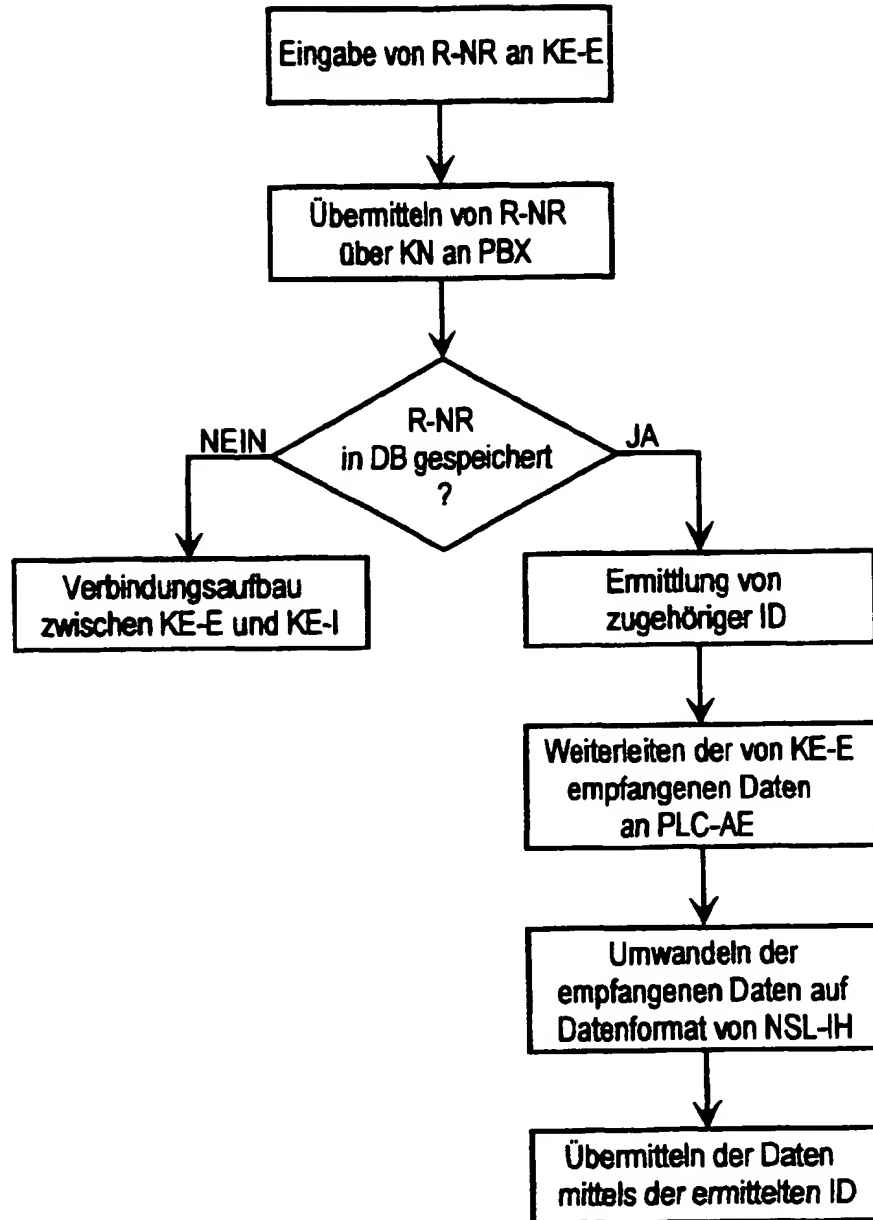 Eingabe von R-NR an KE-E
Übermitteln von R-NR
über KN an PBX
R-NR
in DB gespeichert
?
NEIN
JA
Verbindungsaufbau
zwischen KE-E und KE-I
Ermittlung von
zugehöriger ID
Weiterleiten der von KE-E
empfangenen Daten
an PLC-AE
Umwandeln der
empfangenen Daten auf
Datenformat von NSL-IH
Übermitteln der Daten
mittels der ermittelten ID